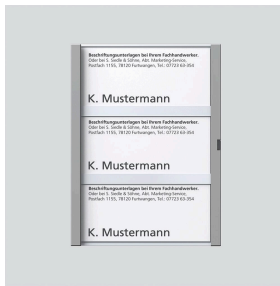 Beschriftungsunterlagen bei Ihrem Fachhandwerker.
Oder bei S. Siedle & Söhne, Abt. Marketing-Service,
Postfach 1155, 78120 Furtwangen, Tel.: 07723 63-354
K. Mustermann
Beschriftungsunterlagen bei Ihrem Fachhandwerker.
Oder bei S. Siedle & Söhne, Abt. Marketing-Service,
Postfach 1155, 78120 Furtwangen, Tel.: 07723 63-354
K. Mustermann
Beschriftungsunterlagen bei Ihrem Fachhandwerker.
Oder bei S. Siedle & Söhne, Abt. Marketing-Service,
Postfach 1155, 78120 Furtwangen, Tel.: 07723 63-354
K. Mustermann